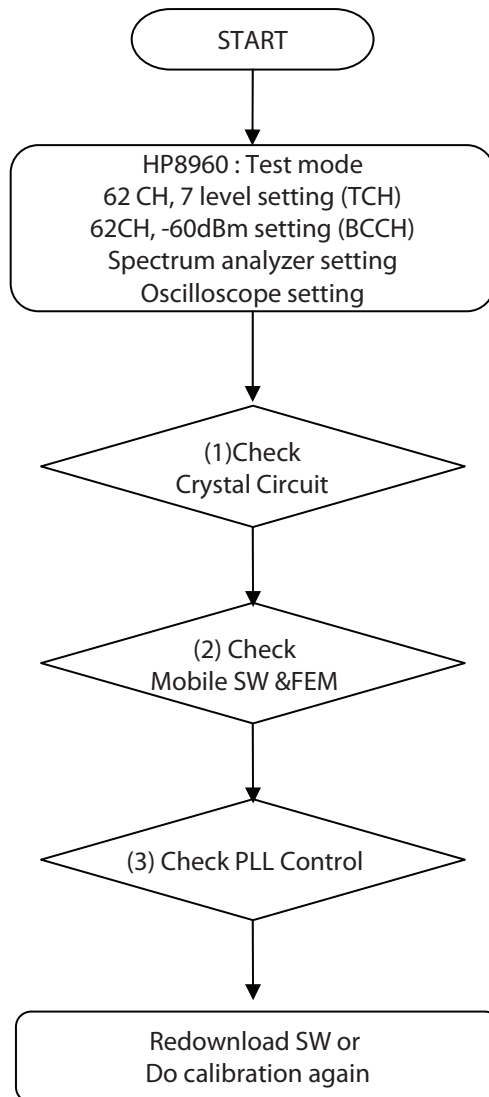 START
HP8960 : Test mode
62 CH, 7 level setting (TCH)
62CH, -60dBm setting (BCCH)
Spectrum analyzer setting
Oscilloscope setting
(1)Check
Crystal Circuit
(2) Check
Mobile SW &FEM
(3) Check PLL Control
Redownload SW or
Do calibration again